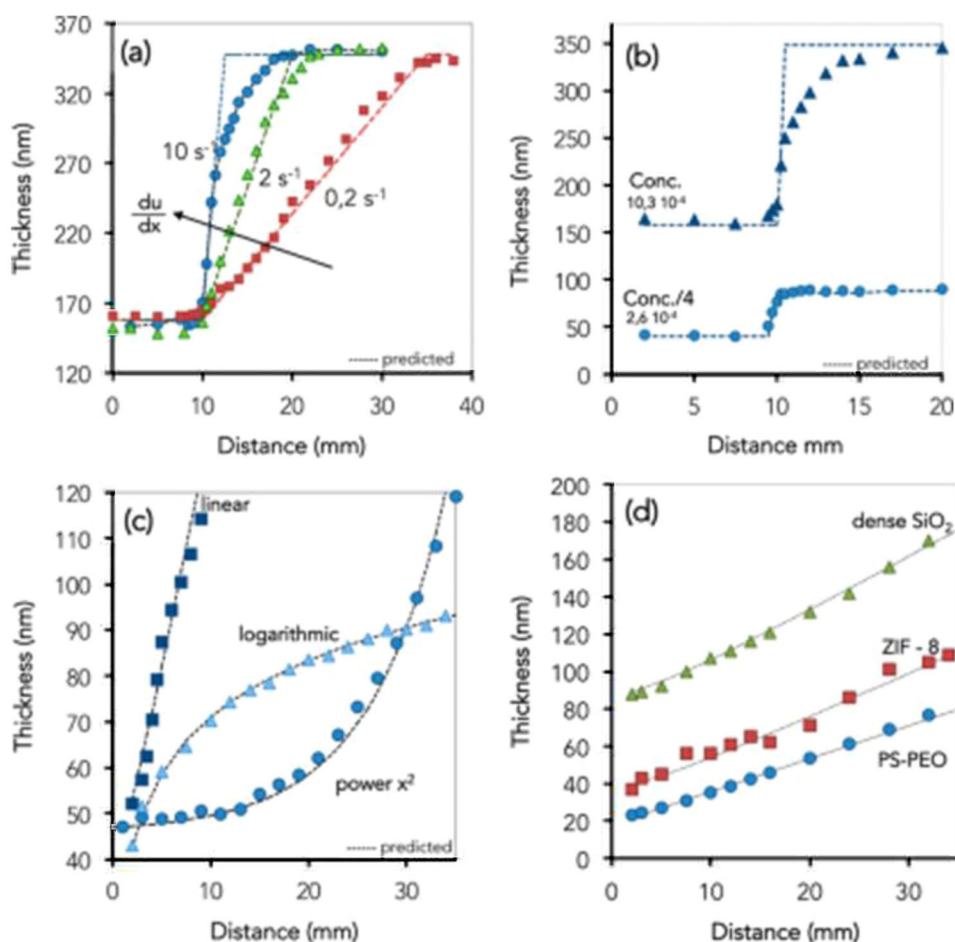 370
320
270
220
170
120
Thickness (nm)
(a)
10 s⁻¹
2 s⁻¹
0,2 s⁻¹
du
dx
predicted
0 10 20 30 40
Distance (mm)
350
300
250
200
150
100
50
0
Thickness (nm)
(b)
Conc.
10,3 10⁻⁴
Conc./4
2,6 10⁻⁴
predicted
0 5 10 15 20
Distance mm
120
110
100
90
80
70
60
50
40
Thickness (nm)
(c)
linear
logarithmic
power x²
predicted
0 10 20 30
Distance (mm)
200
180
160
140
120
100
80
60
40
20
0
Thickness (nm)
(d)
dense SiO₂
ZIF - 8
PS-PEO
0 10 20 30
Distance (mm)